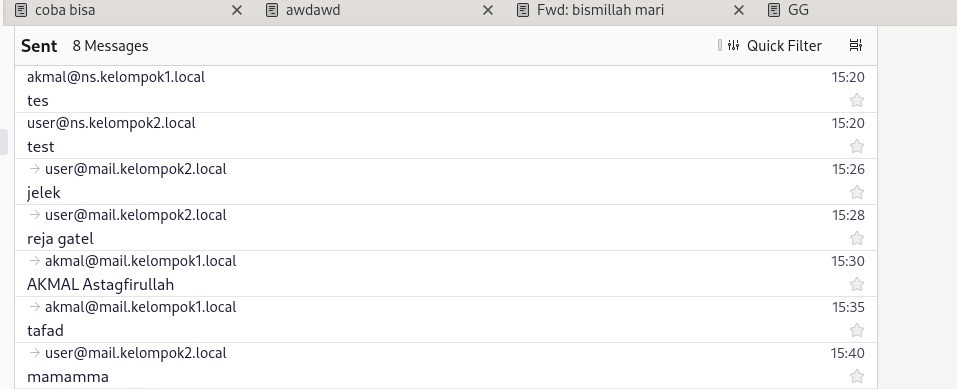 coba bisa awdawd Fwd: bismillah mari GG
Sent 8 Messages Quick Filter
akmal@ns.kelompok1.local 15:20
tes
user@ns.kelompok2.local 15:20
test
user@mail.kelompok2.local 15:26
jelek
user@mail.kelompok2.local 15:28
reja gatel
akmal@mail.kelompok1.local 15:30
AKMAL Astagfirullah
akmal@mail.kelompok1.local 15:35
tafad
user@mail.kelompok2.local 15:40
mamamma